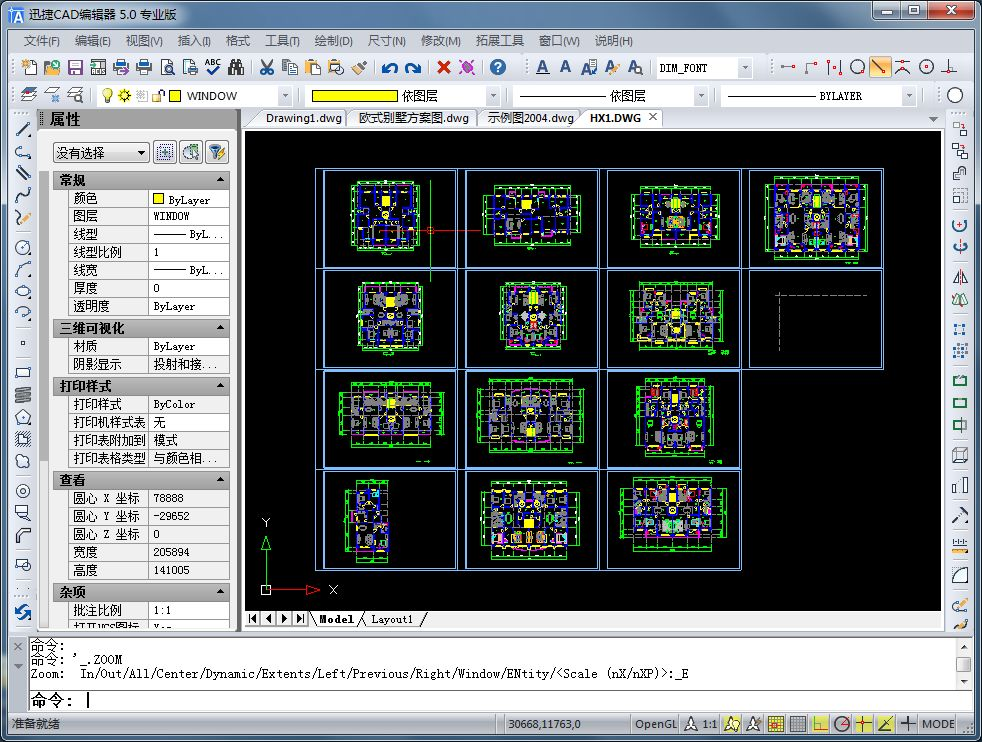 迅捷CAD编辑器 5.0 专业版
文件(F) 编辑(E) 视图(V) 插入(I) 格式 工具(T) 绘制(D) 尺寸(N) 修改(M) 拓展工具 窗口(W) 说明(H)
ABC A A A A A DIM_FONT
WINDOW 依图层 依图层 BYLAYER
属性 Drawing1.dwg 欧式别墅方案图.dwg 示例图2004.dwg HX1.DWG
没有选择
常规
颜色 ByLayer
图层 WINDOW
线型 ByL...
线型比例 1
线宽 ByL...
厚度 0
透明度 ByLayer
三维可视化
材质 ByLayer
阴影显示 投射和接...
打印样式
打印样式 ByColor
打印机样式表 无
打印表附加到 模式
打印表格类型 与颜色相...
查看
圆心 X 坐标 78888
圆心 Y 坐标 -29652
圆心 Z 坐标 0
宽度 205894
高度 141005
杂项
批注比例 1:1
打开UCS图标
Y
X
Model Layout1
命令:
命令: '_.ZOOM
Zoom: In/Out/All/Center/Dynamic/Extents/Left/Previous/Right/Window/ENtity/<Scale (nX/nXP)>:_E
命令:
准备就绪 30668,11763,0 OpenGL 1:1 MODE